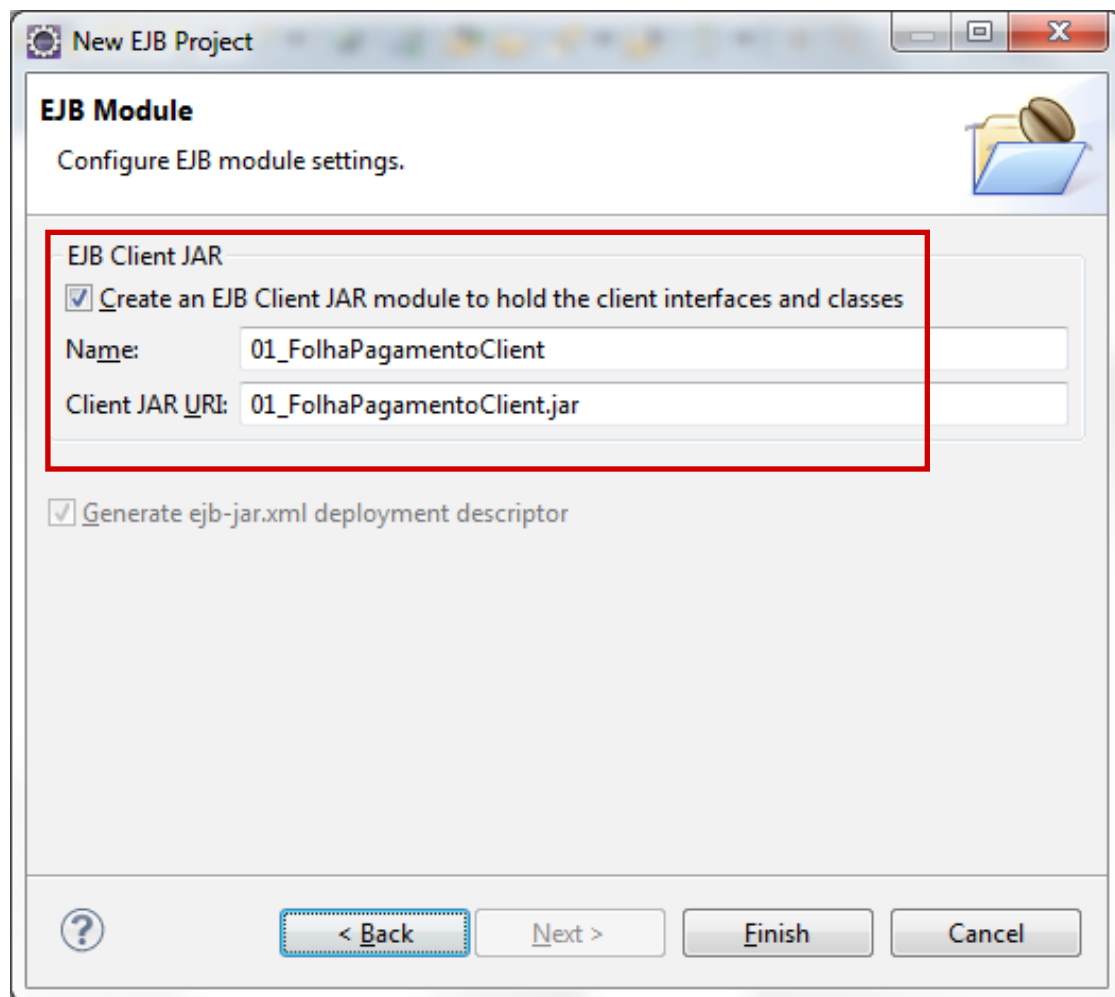 New EJB Project
EJB Module
Configure EJB module settings.
EJB Client JAR
Create an EJB Client JAR module to hold the client interfaces and classes
Name: 01_FolhaPagamentoClient
Client JAR URI: 01_FolhaPagamentoClient.jar
Generate ejb-jar.xml deployment descriptor
? < Back Next > Finish Cancel